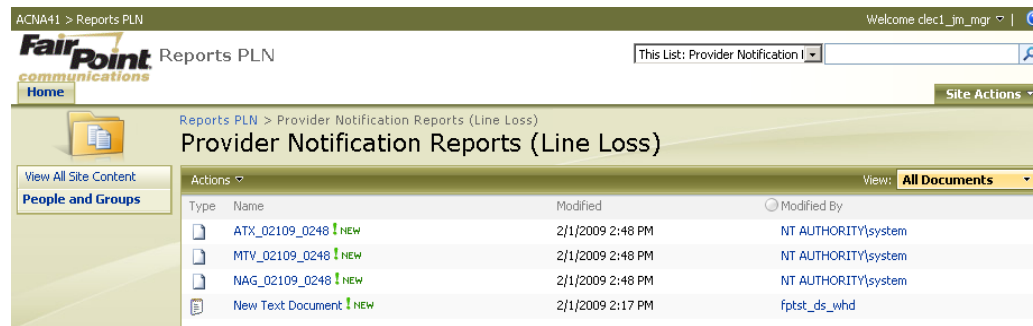 ACNA41 > Reports PLN
Welcome clec1_jm_mgr
FairPoint communications
Reports PLN
This List: Provider Notification
Home
Site Actions
Reports PLN > Provider Notification Reports (Line Loss)
Provider Notification Reports (Line Loss)
View All Site Content
People and Groups
Actions
View: All Documents
Type Name Modified Modified By
ATX_02109_0248 ! NEW 2/1/2009 2:48 PM NT AUTHORITY\system
MTV_02109_0248 ! NEW 2/1/2009 2:48 PM NT AUTHORITY\system
NAG_02109_0248 ! NEW 2/1/2009 2:48 PM NT AUTHORITY\system
New Text Document ! NEW 2/1/2009 2:17 PM fptst_ds_whd